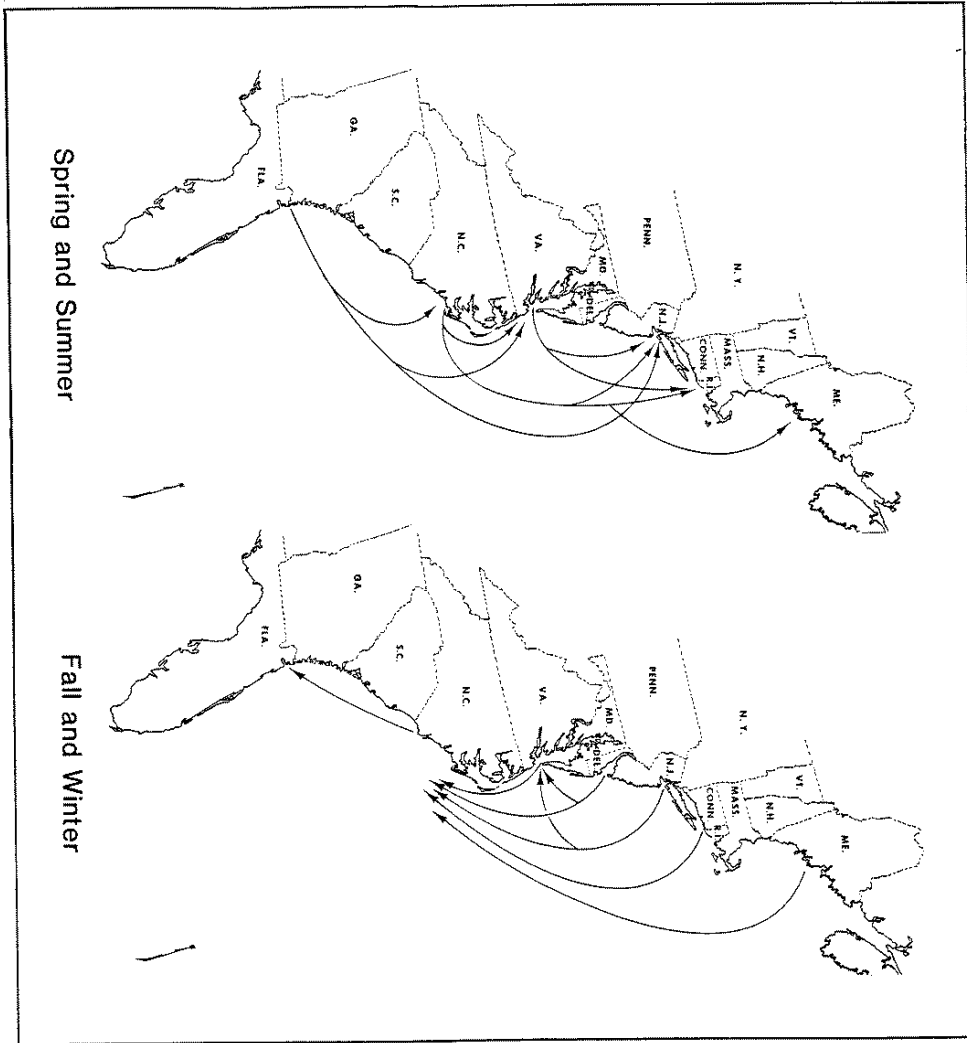 Spring and Summer
ME.
VT.
N.H.
N.Y.
MASS.
CONN.
R.I.
PENN.
N.J.
MD.
DEL.
VA.
N.C.
S.C.
GA.
FLA.
Fall and Winter
ME.
VT.
N.H.
N.Y.
MASS.
CONN.
R.I.
PENN.
N.J.
MD.
DEL.
VA.
N.C.
S.C.
GA.
FLA.